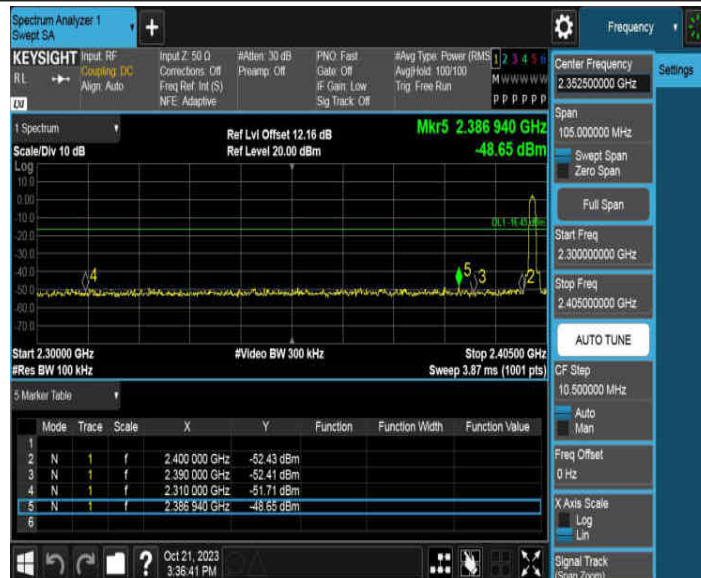 Spectrum Analyzer 1
Swept SA
+
Frequency
KEYSIGHT
RL
LXI
Input: RF
Coupling: DC
Align: Auto
Input Z: 50 Ω
Corrections: Off
Freq Ref: Int (S)
NFE: Adaptive
#Atten: 30 dB
Preamp: Off
PNO: Fast
Gate: Off
IF Gain: Low
Sig Track: Off
#Avg Type: Power (RMS
Avg|Hold: 100/100
Trig: Free Run
1 2 3 4 5 6
M W W W W W
P P P P P P
1 Spectrum
Scale/Div 10 dB
Ref Lvl Offset 12.16 dB
Ref Level 20.00 dBm
Mkr5 2.386 940 GHz
-48.65 dBm
Log
10.0
0.00
-10.0
-20.0
-30.0
-40.0
-50.0
-60.0
-70.0
DL1 -16.45 dBm
4
5
3
2
Start 2.30000 GHz
#Res BW 100 kHz
#Video BW 300 kHz
Stop 2.40500 GHz
Sweep 3.87 ms (1001 pts)
5 Marker Table
Mode Trace Scale X Y Function Function Width Function Value
1
2 N 1 f 2.400 000 GHz -52.43 dBm
3 N 1 f 2.390 000 GHz -52.41 dBm
4 N 1 f 2.310 000 GHz -51.71 dBm
5 N 1 f 2.386 940 GHz -48.65 dBm
6
?
Oct 21, 2023
3:36:41 PM
Center Frequency
2.352500000 GHz
Settings
Span
105.000000 MHz
Swept Span
Zero Span
Full Span
Start Freq
2.300000000 GHz
Stop Freq
2.405000000 GHz
AUTO TUNE
CF Step
10.500000 MHz
Auto
Man
Freq Offset
0 Hz
X Axis Scale
Log
Lin
Signal Track
(Span Zoom)